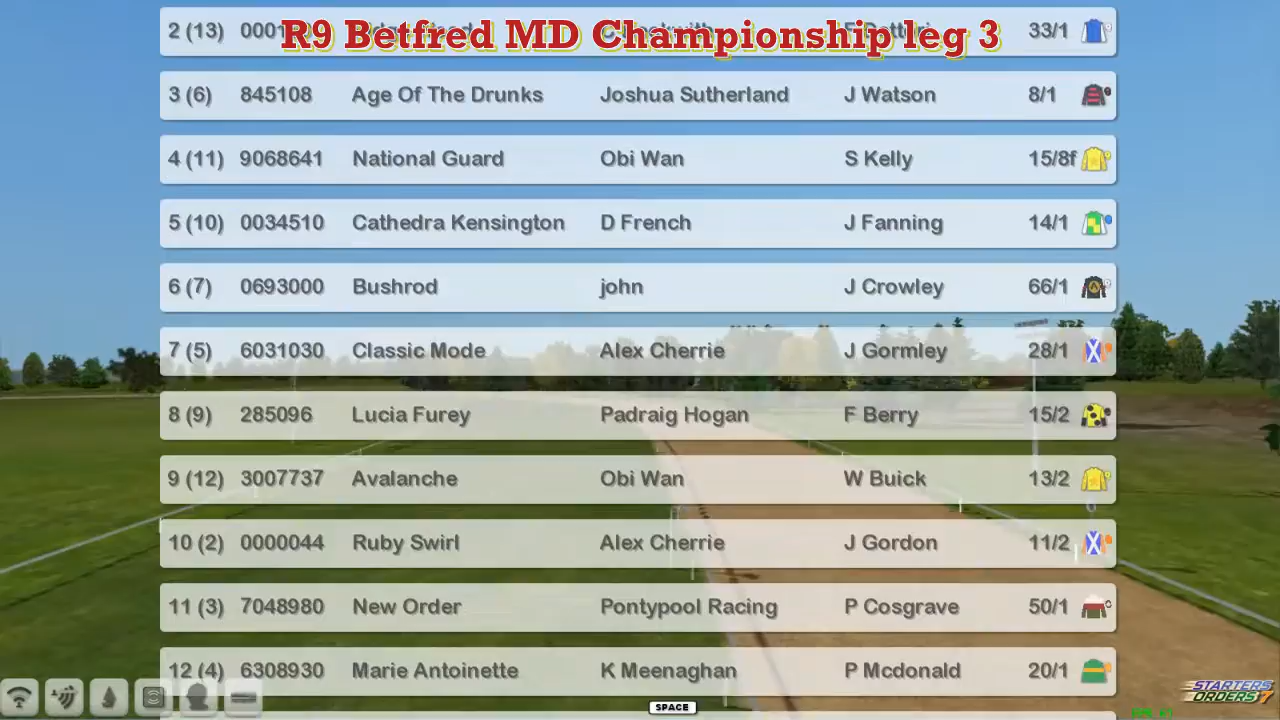 R9 Betfred MD Championship leg 3
2 (13) 33/1
3 (6) 845108 Age Of The Drunks Joshua Sutherland J Watson 8/1
4 (11) 9068641 National Guard Obi Wan S Kelly 15/8f
5 (10) 0034510 Cathedra Kensington D French J Fanning 14/1
6 (7) 0693000 Bushrod john J Crowley 66/1
7 (5) 6031030 Classic Mode Alex Cherrie J Gormley 28/1
8 (9) 285096 Lucia Furey Padraig Hogan F Berry 15/2
9 (12) 3007737 Avalanche Obi Wan W Buick 13/2
10 (2) 0000044 Ruby Swirl Alex Cherrie J Gordon 11/2
11 (3) 7048980 New Order Pontypool Racing P Cosgrave 50/1
12 (4) 6308930 Marie Antoinette K Meenaghan P Mcdonald 20/1
SPACE
STARTERS
ORDERS 7